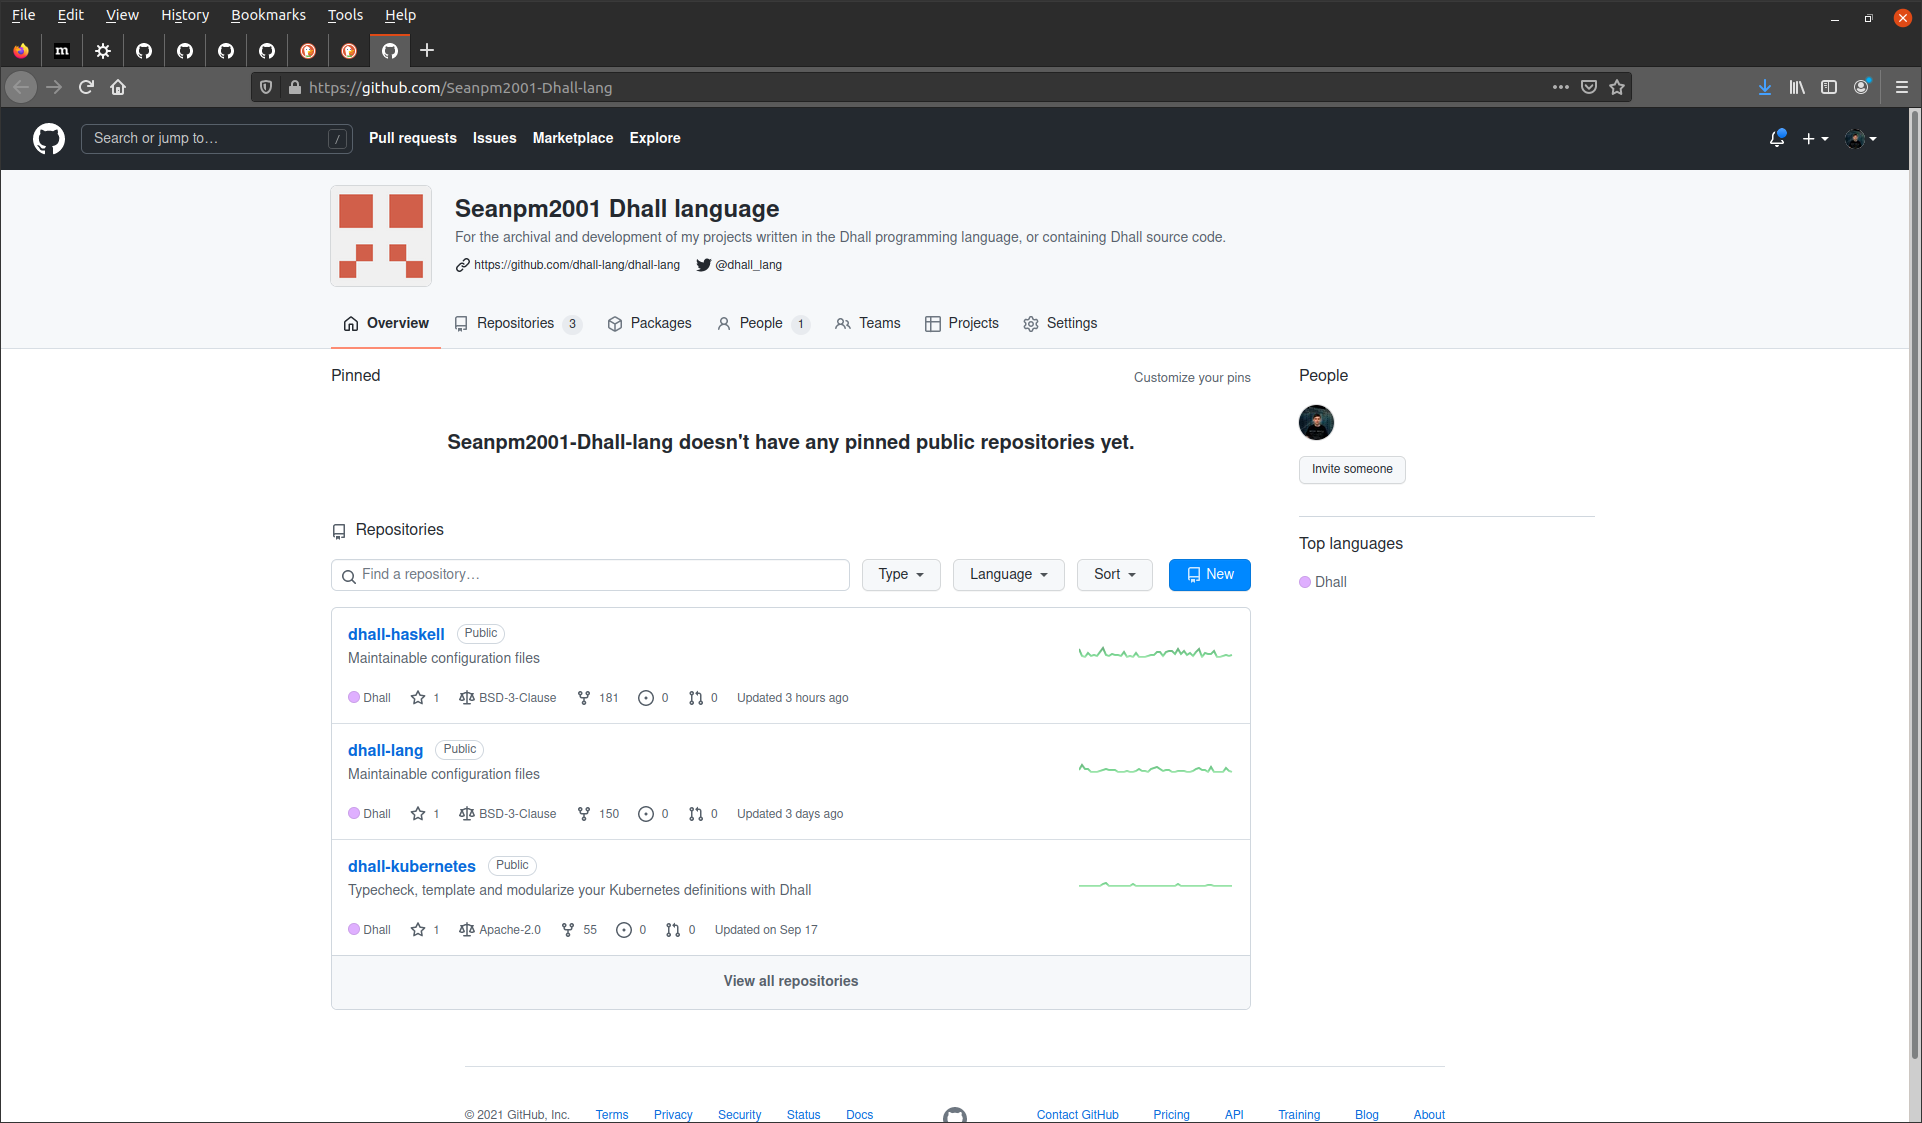 File Edit View History Bookmarks Tools Help
m
https://github.com/Seanpm2001-Dhall-lang
Search or jump to… / Pull requests Issues Marketplace Explore
Seanpm2001 Dhall language
For the archival and development of my projects written in the Dhall programming language, or containing Dhall source code.
https://github.com/dhall-lang/dhall-lang @dhall_lang
Overview Repositories 3 Packages People 1 Teams Projects Settings
Pinned Customize your pins People
Seanpm2001-Dhall-lang doesn't have any pinned public repositories yet.
Invite someone
Repositories
Top languages
Find a repository… Type Language Sort New
Dhall
dhall-haskell Public
Maintainable configuration files
Dhall 1 BSD-3-Clause 181 0 0 Updated 3 hours ago
dhall-lang Public
Maintainable configuration files
Dhall 1 BSD-3-Clause 150 0 0 Updated 3 days ago
dhall-kubernetes Public
Typecheck, template and modularize your Kubernetes definitions with Dhall
Dhall 1 Apache-2.0 55 0 0 Updated on Sep 17
View all repositories
© 2021 GitHub, Inc. Terms Privacy Security Status Docs Contact GitHub Pricing API Training Blog About